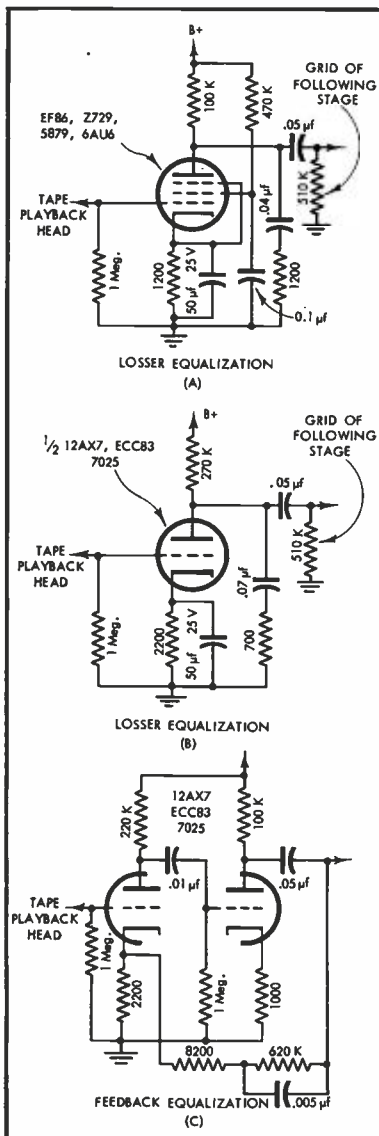 B+
100 K
470 K
GRID OF
FOLLOWING
STAGE
EF86, Z729,
5879, 6AU6
.05 µf
510 K
TAPE
PLAYBACK
HEAD
.04 µf
1 Meg.
1200
25 V
50 µf
1200
0.1 µf
LOSSER EQUALIZATION
(A)
B+
½ 12AX7, ECC83
7025
270 K
GRID OF
FOLLOWING
STAGE
.05 µf
510 K
TAPE
PLAYBACK
HEAD
.07 µf
1 Meg.
2200
25 V
50 µf
700
LOSSER EQUALIZATION
(B)
220 K
12AX7
ECC83
7025
100 K
.01 µf
.05 µf
TAPE
PLAYBACK
HEAD
1 Meg.
2200
1 Meg.
1000
8200
620 K
.005 µf
FEEDBACK EQUALIZATION
(C)